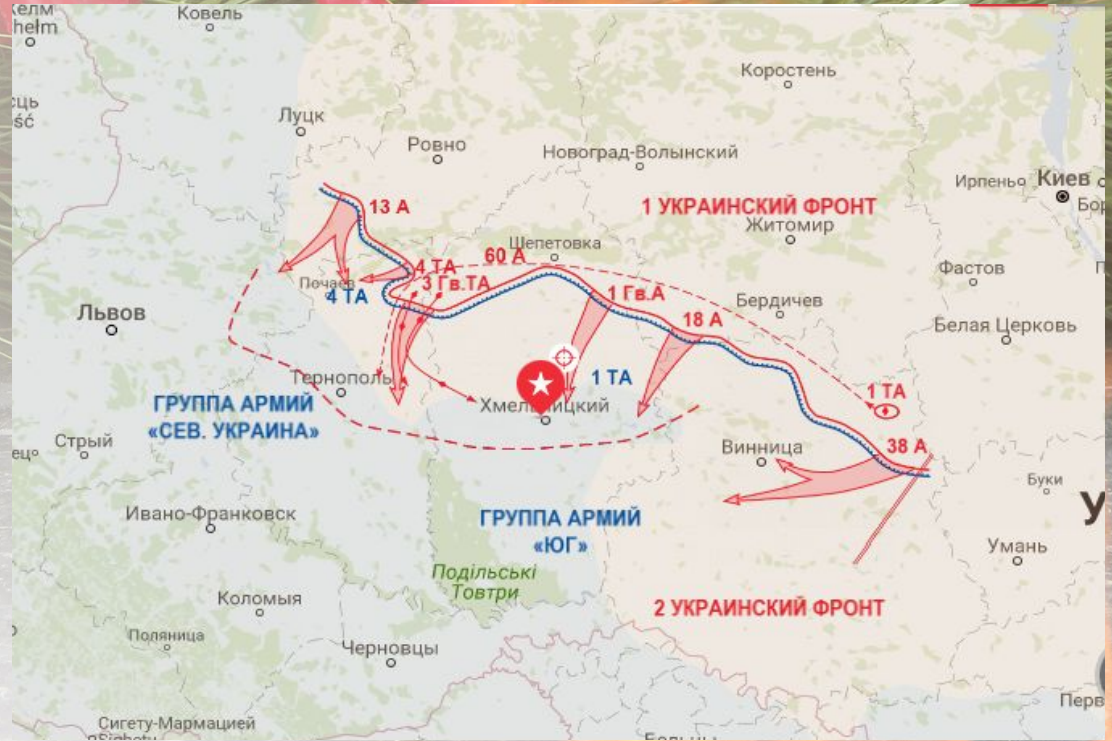 Ковель
Коростень
Луцк
Ровно
Новоград-Волынский
Ирпень
Киев
13 А
1 УКРАИНСКИЙ ФРОНТ
Житомир
Шепетовка
60 А
4 ТА
Почаев
3 Гв.ТА
4 ТА
Фастов
1 Гв.А
Бердичев
Львов
18 А
Белая Церковь
Тернополь
1 ТА
1 ТА
ГРУППА АРМИЙ
«СЕВ. УКРАИНА»
Хмельницкий
Стрый
Винница
38 А
Буки
Ивано-Франковск
ГРУППА АРМИЙ
«ЮГ»
Умань
Подільські
Товтри
Коломыя
2 УКРАИНСКИЙ ФРОНТ
Поляница
Черновцы
Сигету-Мармацией